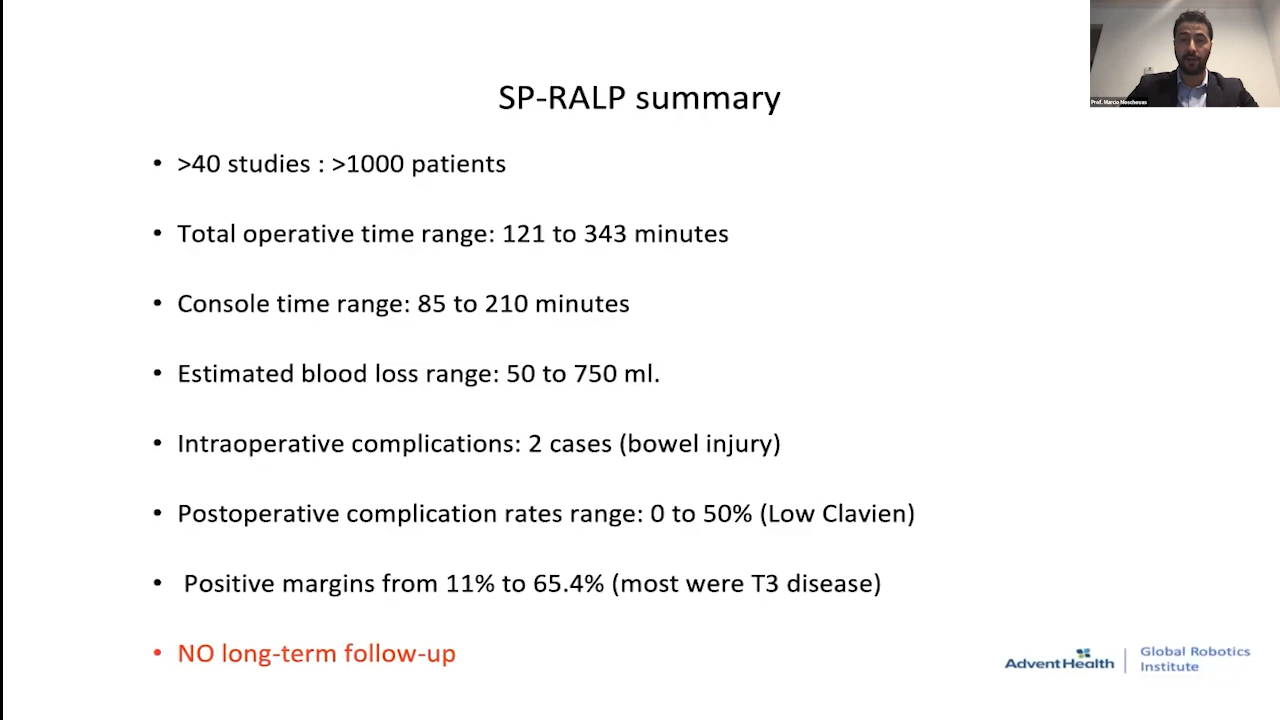 Prof. Marcio Moschovas
SP-RALP summary
• >40 studies : >1000 patients
• Total operative time range: 121 to 343 minutes
• Console time range: 85 to 210 minutes
• Estimated blood loss range: 50 to 750 ml.
• Intraoperative complications: 2 cases (bowel injury)
• Postoperative complication rates range: 0 to 50% (Low Clavien)
• Positive margins from 11% to 65.4% (most were T3 disease)
• NO long-term follow-up
AdventHealth
Global Robotics
Institute